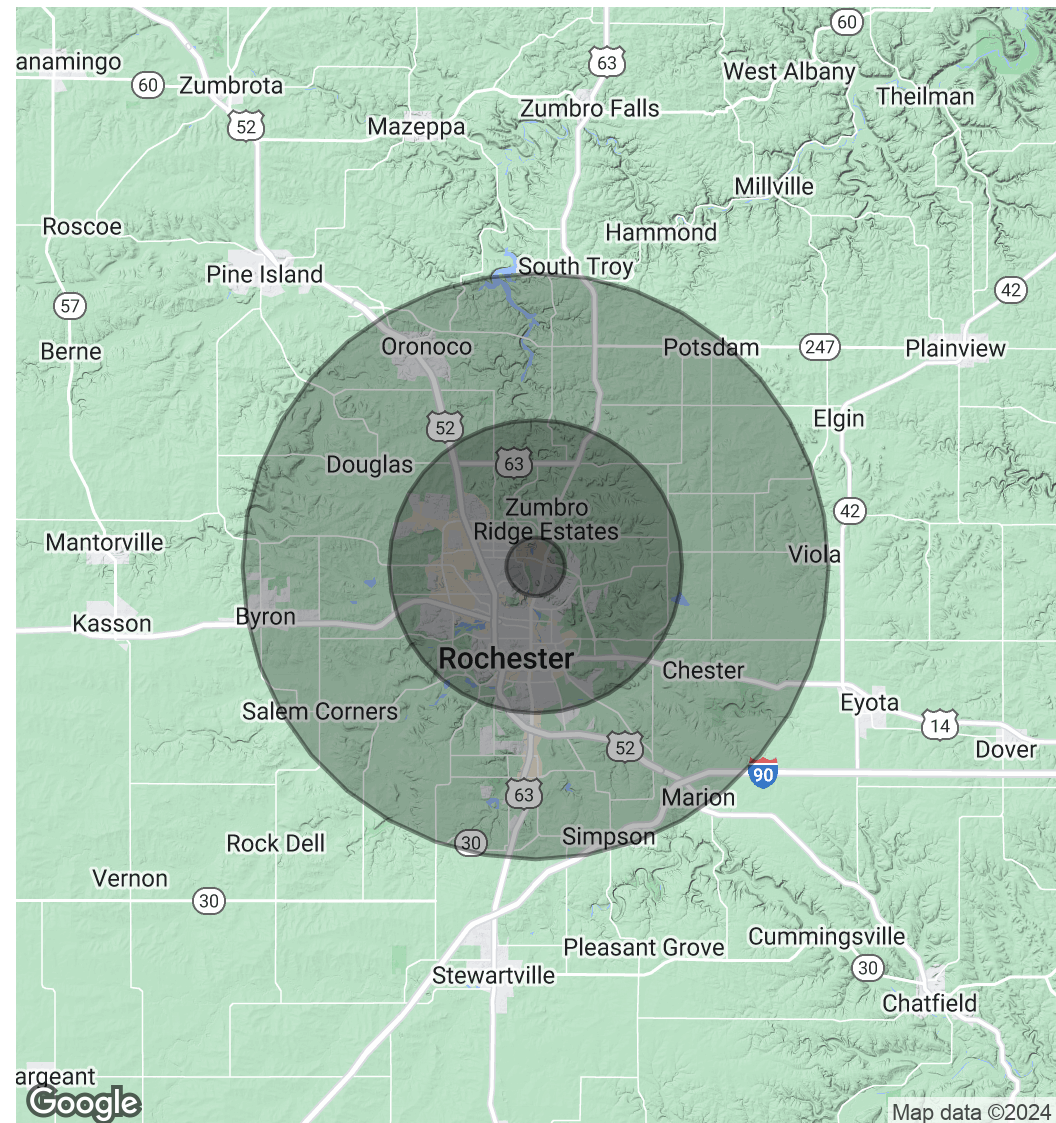 60
63
anamingo
West Albany
60
Zumbrota
Theilman
Zumbro Falls
52
Mazeppa
Millville
Roscoe
Hammond
South Troy
Pine Island
42
57
Oronoco
Potsdam
247
Plainview
Berne
Elgin
52
Douglas
63
Zumbro
Ridge Estates
42
Mantorville
Viola
Byron
Kasson
Rochester
Chester
Eyota
Salem Corners
14
52
Dover
90
63
Marion
Simpson
30
Rock Dell
Vernon
30
Cummingsville
Pleasant Grove
30
Stewartville
Chatfield
argeant
Google
Map data ©2024